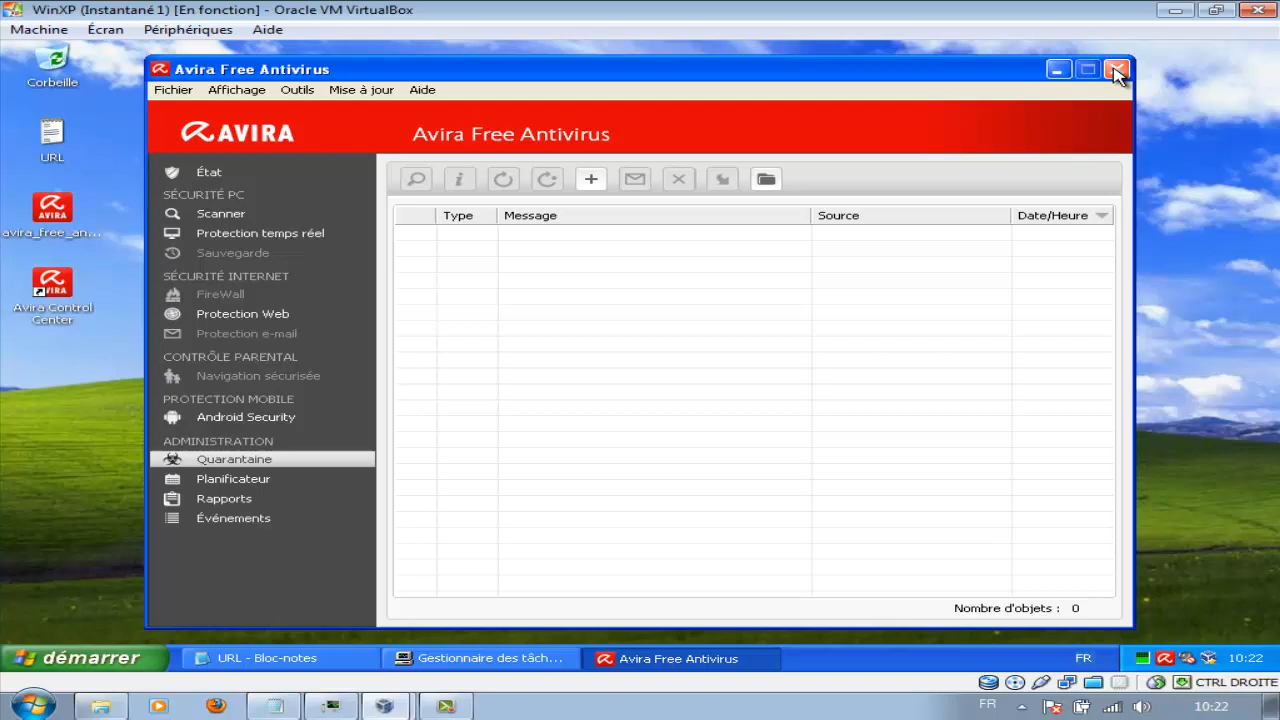 WinXP (Instantané 1) [En fonction] - Oracle VM VirtualBox
Machine Écran Périphériques Aide
Corbeille
URL
avira_free_an...
Avira Control
Center
Avira Free Antivirus
Fichier Affichage Outils Mise à jour Aide
AVIRA Avira Free Antivirus
État
SÉCURITÉ PC
Scanner
Protection temps réel
Sauvegarde
SÉCURITÉ INTERNET
FireWall
Protection Web
Protection e-mail
CONTRÔLE PARENTAL
Navigation sécurisée
PROTECTION MOBILE
Android Security
ADMINISTRATION
Quarantaine
Planificateur
Rapports
Événements
Type Message Source Date/Heure
Nombre d'objets : 0
démarrer URL - Bloc-notes Gestionnaire des tâch... Avira Free Antivirus FR 10:22
CTRL DROITE
FR 10:22